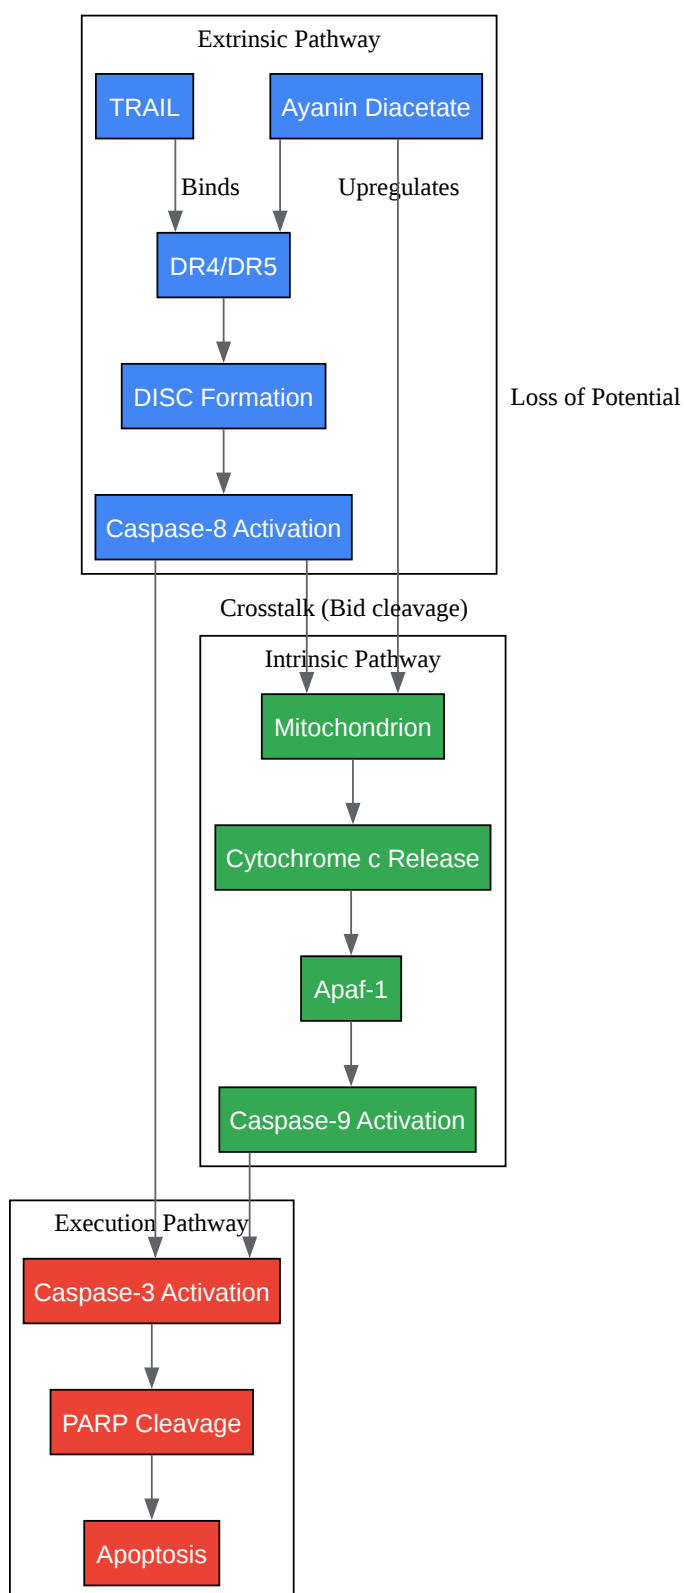 Extrinsic Pathway
TRAIL
Ayanin Diacetate
Binds
Upregulates
DR4/DR5
DISC Formation
Loss of Potential
Caspase-8 Activation
Crosstalk (Bid cleavage)
Intrinsic Pathway
Mitochondrion
Cytochrome c Release
Apaf-1
Caspase-9 Activation
Execution Pathway
Caspase-3 Activation
PARP Cleavage
Apoptosis